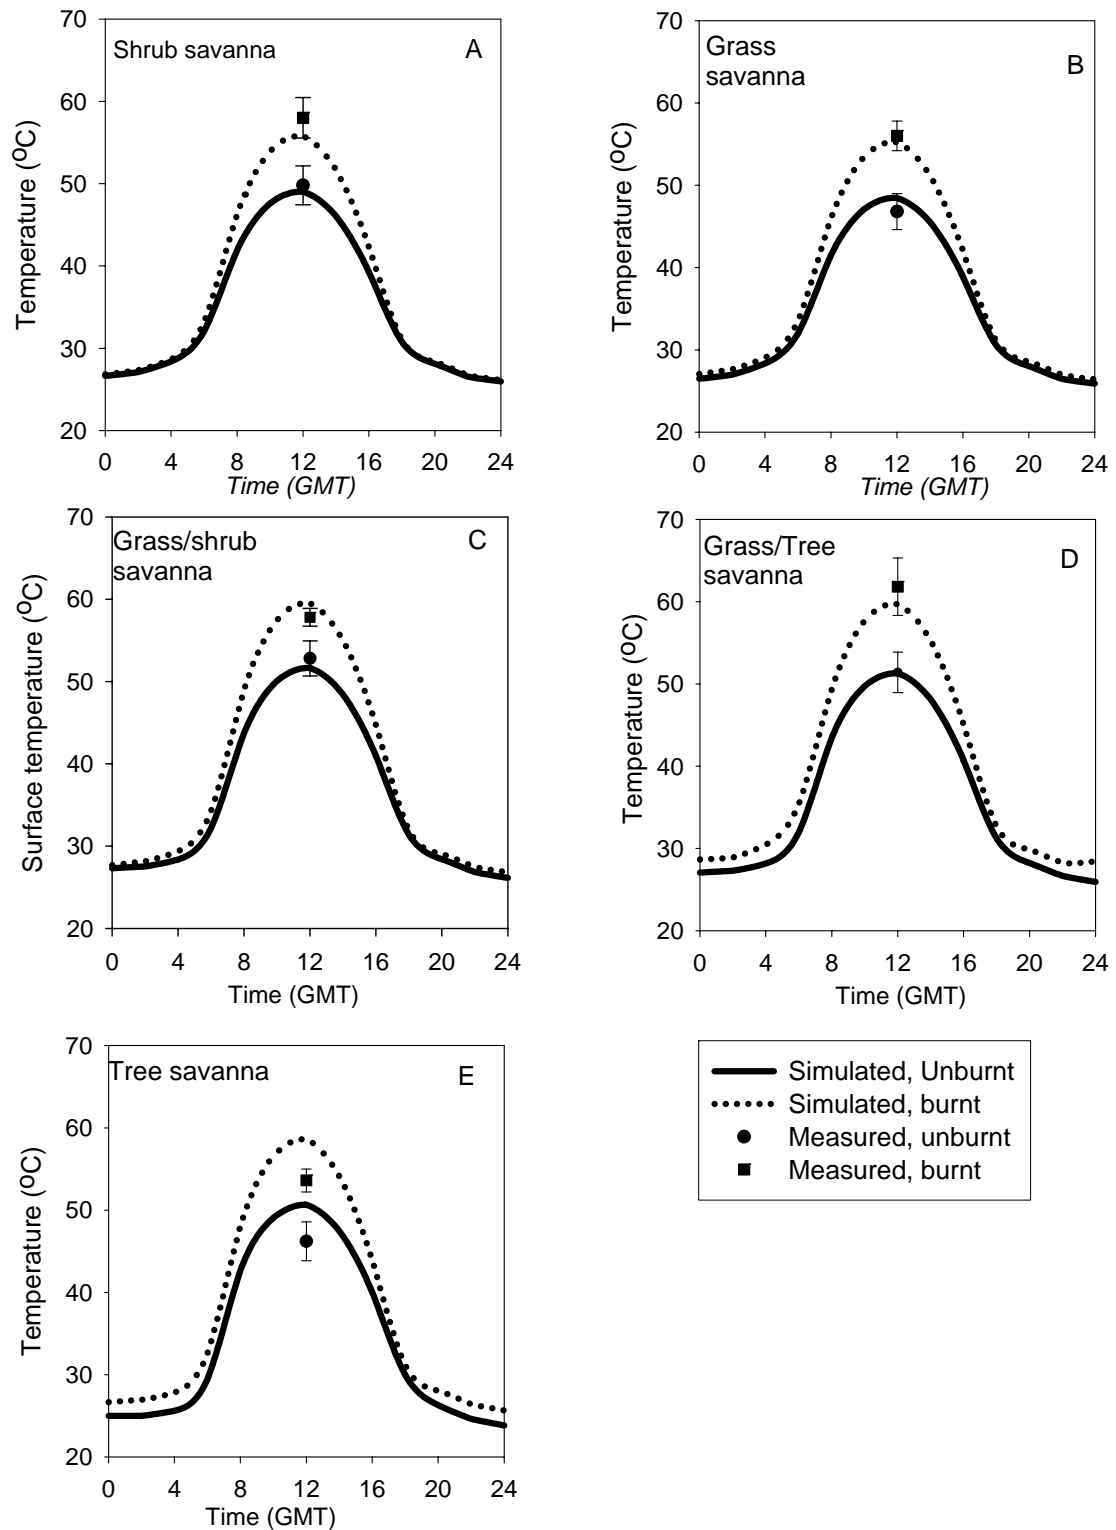 70
60
50
40
30
20
Temperature (OC)
Shrub savanna
A
0 4 8 12 16 20 24
Time (GMT)
70
60
50
40
30
20
Temperature (OC)
Grass
savanna
B
0 4 8 12 16 20 24
Time (GMT)
70
60
50
40
30
20
Surface temperature (OC)
Grass/shrub
savanna
C
0 4 8 12 16 20 24
Time (GMT)
70
60
50
40
30
20
Temperature (OC)
Grass/Tree
savanna
D
0 4 8 12 16 20 24
Time (GMT)
70
60
50
40
30
20
Temperature (OC)
Tree savanna
E
0 4 8 12 16 20 24
Time (GMT)
Simulated, Unburnt
Simulated, burnt
Measured, unburnt
Measured, burnt